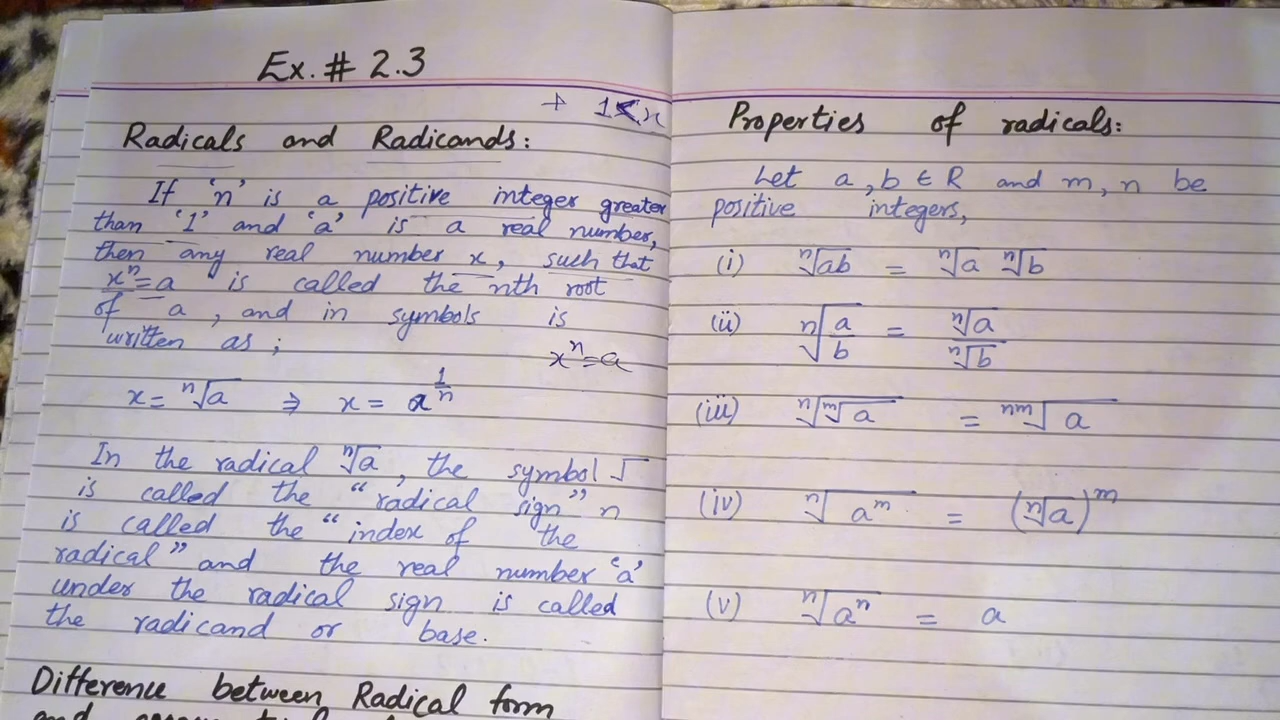 Ex. # 2.3
+ 1<n
Radicals and Radicands:
If 'n' is a positive integer greater
than '1' and 'a' is a real number,
then any real number x, such that
xⁿ=a is called the nth root
of a, and in symbols is
written as ;
xⁿ=a
x= ⁿ√a ⇒ x = a^(1/n)
In the radical ⁿ√a, the symbol √
is called the "radical sign" n
is called the "index of the
radical" and the real number 'a'
under the radical sign is called
the radicand or base.
Difference between Radical form
and
Properties of radicals:
Let a, b ∈ R and m, n be
positive integers,
(i) ⁿ√ab = ⁿ√a ⁿ√b
(ii) ⁿ√(a/b) = ⁿ√a / ⁿ√b
(iii) ⁿ√(ᵐ√a) = ⁿᵐ√a
(iv) ⁿ√aᵐ = (ⁿ√a)ᵐ
(v) ⁿ√aⁿ = a